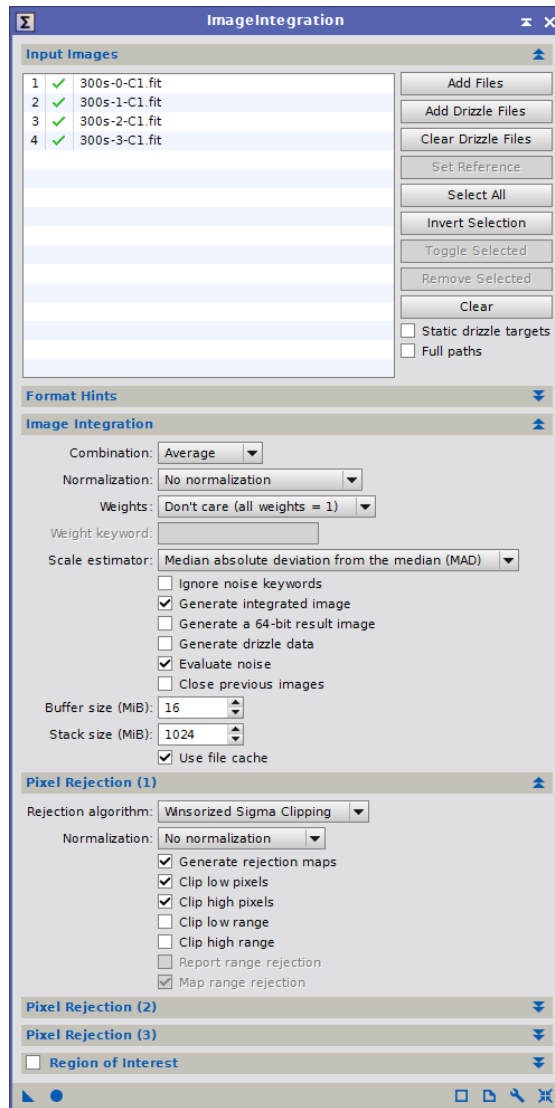 Σ ImageIntegration
Input Images
1 300s-0-C1.fit
2 300s-1-C1.fit
3 300s-2-C1.fit
4 300s-3-C1.fit
Add Files
Add Drizzle Files
Clear Drizzle Files
Set Reference
Select All
Invert Selection
Toggle Selected
Remove Selected
Clear
Static drizzle targets
Full paths
Format Hints
Image Integration
Combination: Average
Normalization: No normalization
Weights: Don't care (all weights = 1)
Weight keyword:
Scale estimator: Median absolute deviation from the median (MAD)
Ignore noise keywords
Generate integrated image
Generate a 64-bit result image
Generate drizzle data
Evaluate noise
Close previous images
Buffer size (MiB): 16
Stack size (MiB): 1024
Use file cache
Pixel Rejection (1)
Rejection algorithm: Winsorized Sigma Clipping
Normalization: No normalization
Generate rejection maps
Clip low pixels
Clip high pixels
Clip low range
Clip high range
Report range rejection
Map range rejection
Pixel Rejection (2)
Pixel Rejection (3)
Region of Interest